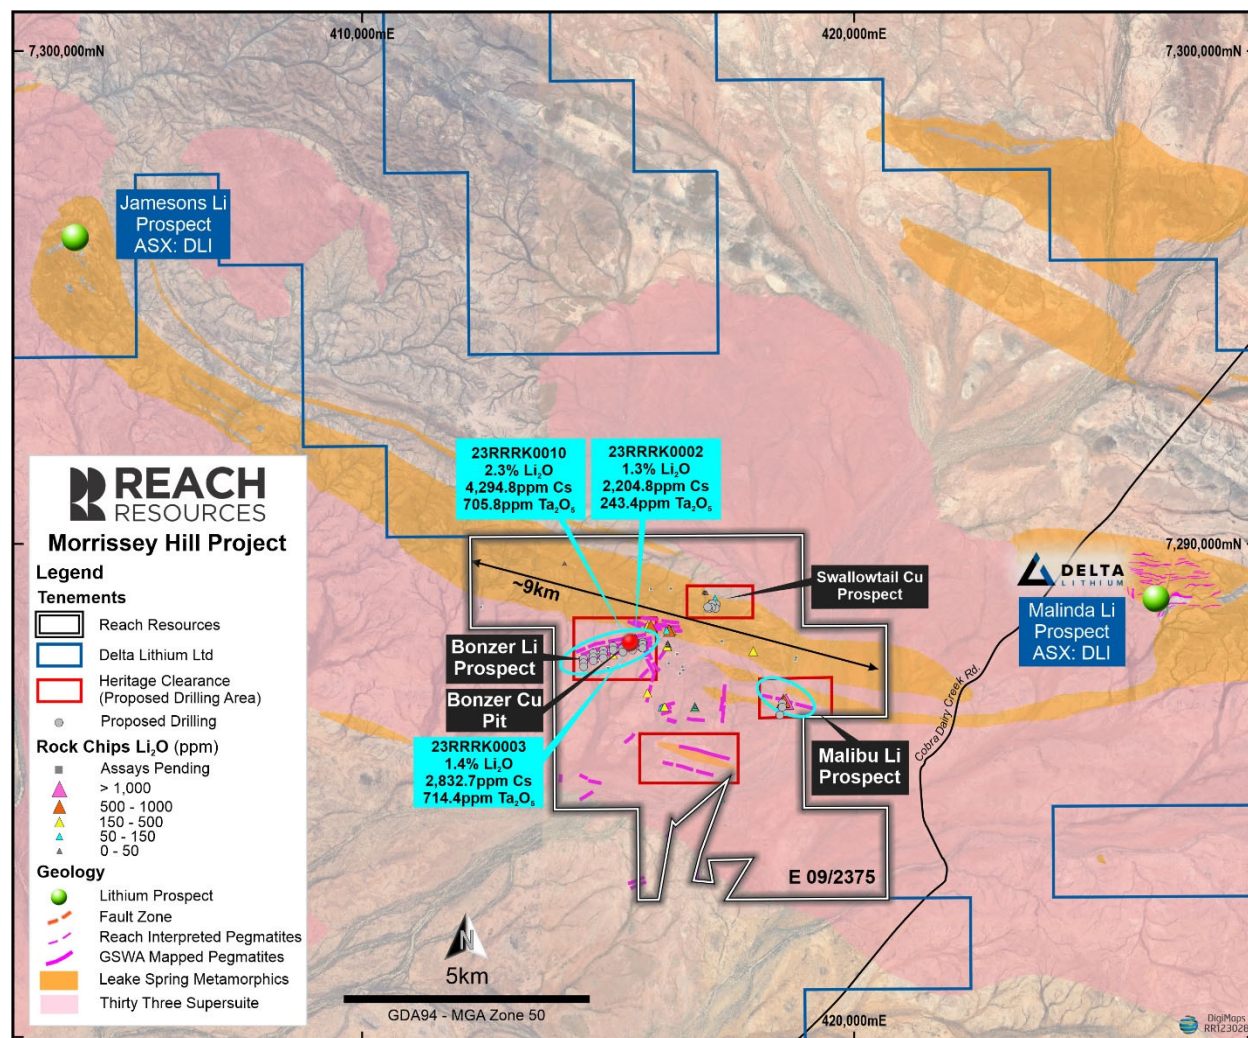 410,000mE
420,000mE
7,300,000mN
7,300,000mN
Jamesons Li
Prospect
ASX: DLI
23RRRK0010
2.3% Li₂O
4,294.8ppm Cs
705.8ppm Ta₂O₅
23RRRK0002
1.3% Li₂O
2,204.8ppm Cs
243.4ppm Ta₂O₅
7,290,000mN
~9km
Swallowtail Cu
Prospect
DELTA
LITHIUM
Malinda Li
Prospect
ASX: DLI
Bonzer Li
Prospect
Bonzer Cu
Pit
23RRRK0003
1.4% Li₂O
2,832.7ppm Cs
714.4ppm Ta₂O₅
Malibu Li
Prospect
Cobra Dairy Creek Rd.
E 09/2375
REACH
RESOURCES
Morrissey Hill Project
Legend
Tenements
Reach Resources
Delta Lithium Ltd
Heritage Clearance
(Proposed Drilling Area)
Proposed Drilling
Rock Chips Li₂O (ppm)
Assays Pending
> 1,000
500 - 1000
150 - 500
50 - 150
0 - 50
Geology
Lithium Prospect
Fault Zone
Reach Interpreted Pegmatites
GSWA Mapped Pegmatites
Leake Spring Metamorphics
Thirty Three Supersuite
N
5km
GDA94 - MGA Zone 50
420,000mE
DigiMaps
RR123028